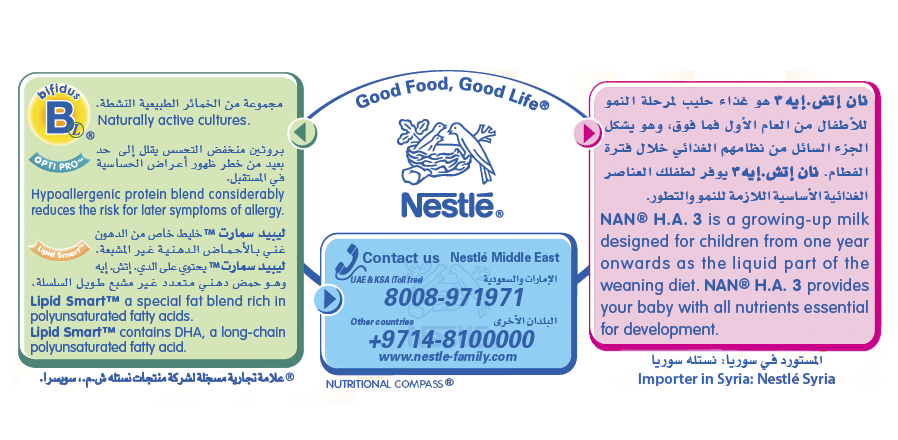 bifidus
BL®
مجموعة من الخمائر الطبيعية النشطة.
Naturally active cultures.
OPTI PRO™
بروتين منخفض التحسس يقلل إلى حد
بعيد من خطر ظهور أعراض الحساسية
في المستقبل.
Hypoallergenic protein blend considerably
reduces the risk for later symptoms of allergy.
Lipid Smart™
ليبيد سمارت™ خليط خاص من الدهون
غني بالأحماض الدهنية غير المشبعة.
ليبيد سمارت™ يحتوي على الدي. إتش. إيه
وهو حمض دهني متعدد غير مشبع طويل السلسلة.
Lipid Smart™ a special fat blend rich in
polyunsaturated fatty acids.
Lipid Smart™ contains DHA, a long-chain
polyunsaturated fatty acid.
® علامة تجارية مسجلة لشركة منتجات نستله ش.م.، سويسرا.
Good Food, Good Life®
Nestlé®
Contact us Nestlé Middle East
UAE & KSA (Toll free الإمارات والسعودية
8008-971971
Other countries البلدان الأخرى
+9714-8100000
www.nestle-family.com
NUTRITIONAL COMPASS®
نان إتش.إيه ٣ هو غذاء حليب لمرحلة النمو
للأطفال من العام الأول فما فوق، وهو يشكل
الجزء السائل من نظامهم الغذائي خلال فترة
الفطام. نان إتش.إيه ٣ يوفر لطفلك العناصر
الغذائية الأساسية اللازمة للنمو والتطور.
NAN® H.A. 3 is a growing-up milk
designed for children from one year
onwards as the liquid part of the
weaning diet. NAN® H.A. 3 provides
your baby with all nutrients essential
for development.
المستورد في سوريا: نستله سوريا
Importer in Syria: Nestlé Syria